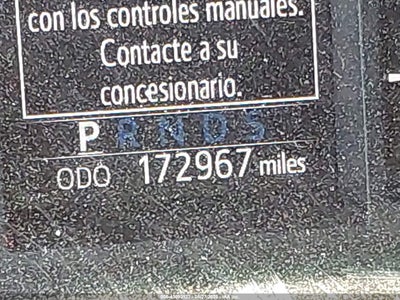 con los controles manuales.
Contacte a su
concesionario.
P R N D S
ODO 172967 miles